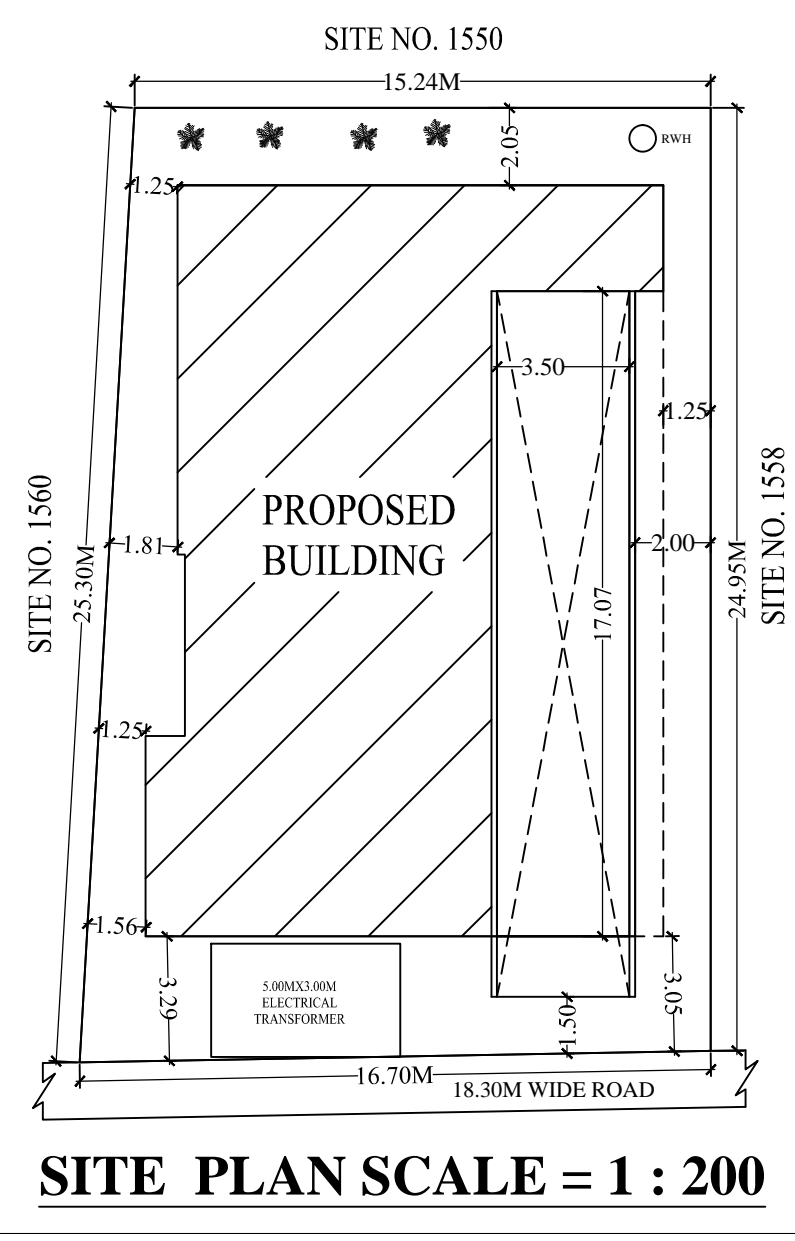 SITE NO. 1550
15.24M
2.05
RWH
1.25
3.50
1.25
SITE NO. 1560
25.30M
1.81
PROPOSED
BUILDING
2.00
24.95M
SITE NO. 1558
17.07
1.25
1.56
3.29
5.00MX3.00M
ELECTRICAL
TRANSFORMER
1.50
3.05
16.70M
18.30M WIDE ROAD
SITE PLAN SCALE = 1 : 200